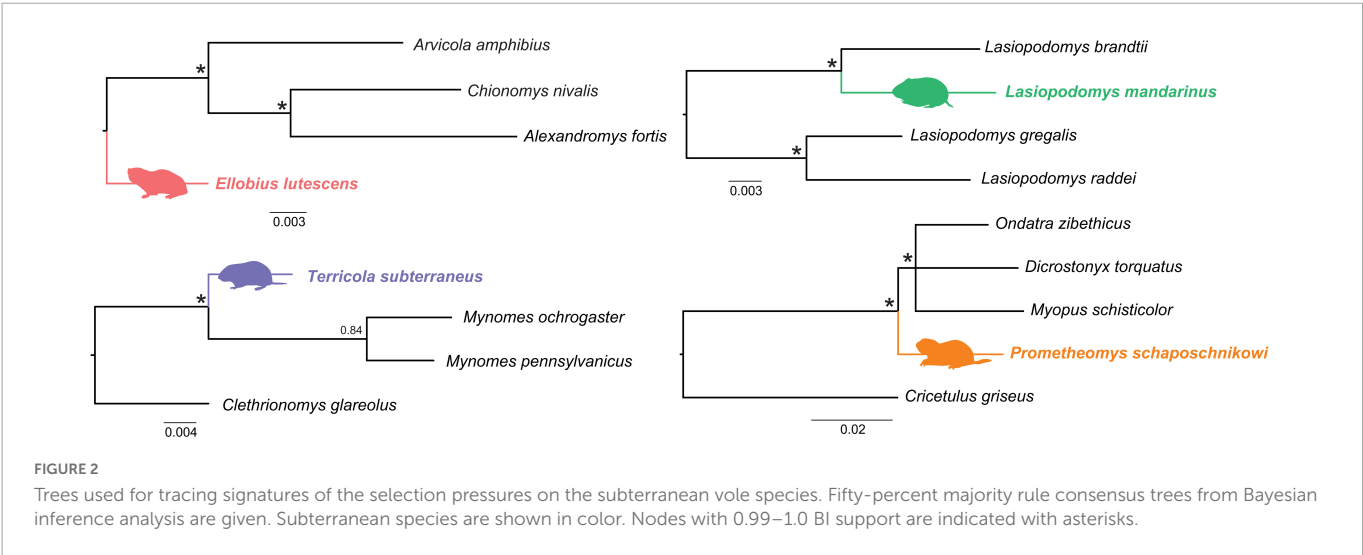 Arvicola amphibius
*
Chionomys nivalis
*
Alexandromys fortis
Ellobius lutescens
0.003
Lasiopodomys brandtii
*
Lasiopodomys mandarinus
Lasiopodomys gregalis
*
Lasiopodomys raddei
0.003
Terricola subterraneus
*
Mynomes ochrogaster
0.84
Mynomes pennsylvanicus
Clethrionomys glareolus
0.004
Ondatra zibethicus
*
Dicrostonyx torquatus
*
Myopus schisticolor
Prometheomys schaposchnikowi
Cricetulus griseus
0.02
FIGURE 2
Trees used for tracing signatures of the selection pressures on the subterranean vole species. Fifty-percent majority rule consensus trees from Bayesian
inference analysis are given. Subterranean species are shown in color. Nodes with 0.99–1.0 BI support are indicated with asterisks.